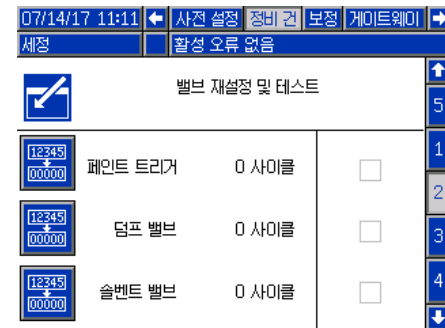 07/14/17 11:11 사전 설정 정비 건 보정 게이트웨이
세정 활성 오류 없음
밸브 재설정 및 테스트
5
12345
00000
페인트 트리거 0 사이클
1
2
12345
00000
덤프 밸브 0 사이클
3
12345
00000
솔벤트 밸브 0 사이클
4